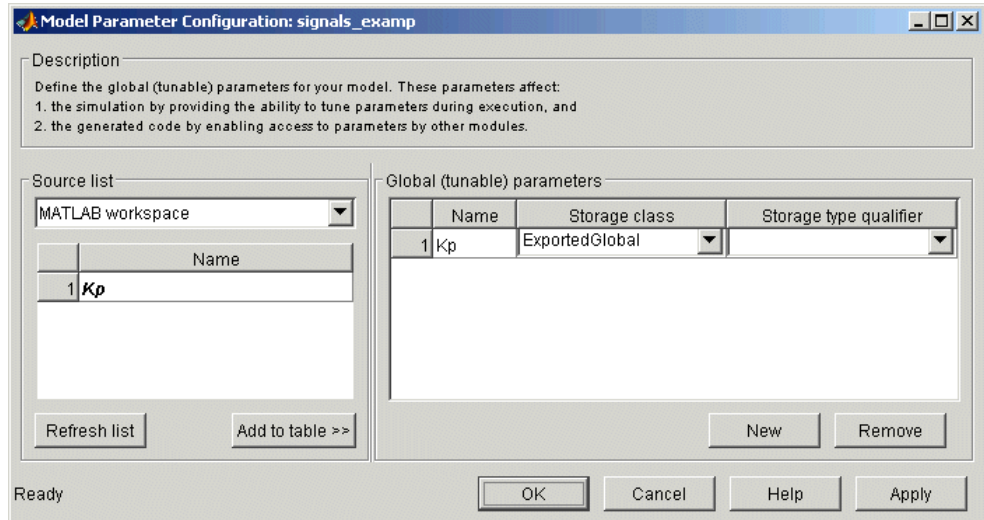 Model Parameter Configuration: signals_examp
Description
Define the global (tunable) parameters for your model. These parameters affect:
1. the simulation by providing the ability to tune parameters during execution, and
2. the generated code by enabling access to parameters by other modules.
Source list
MATLAB workspace
Name
1 Kp
Refresh list Add to table >>
Global (tunable) parameters
Name Storage class Storage type qualifier
1 Kp ExportedGlobal
New Remove
Ready
OK Cancel Help Apply